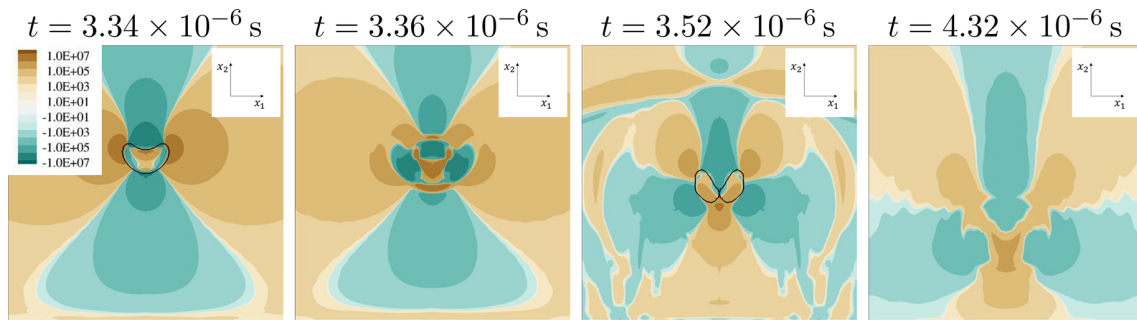 t = 3.34 × 10⁻⁶ s
t = 3.36 × 10⁻⁶ s
t = 3.52 × 10⁻⁶ s
t = 4.32 × 10⁻⁶ s
1.0E+07
1.0E+05
1.0E+03
1.0E+01
-1.0E+01
-1.0E+03
-1.0E+05
-1.0E+07
x₂
x₁
x₂
x₁
x₂
x₁
x₂
x₁